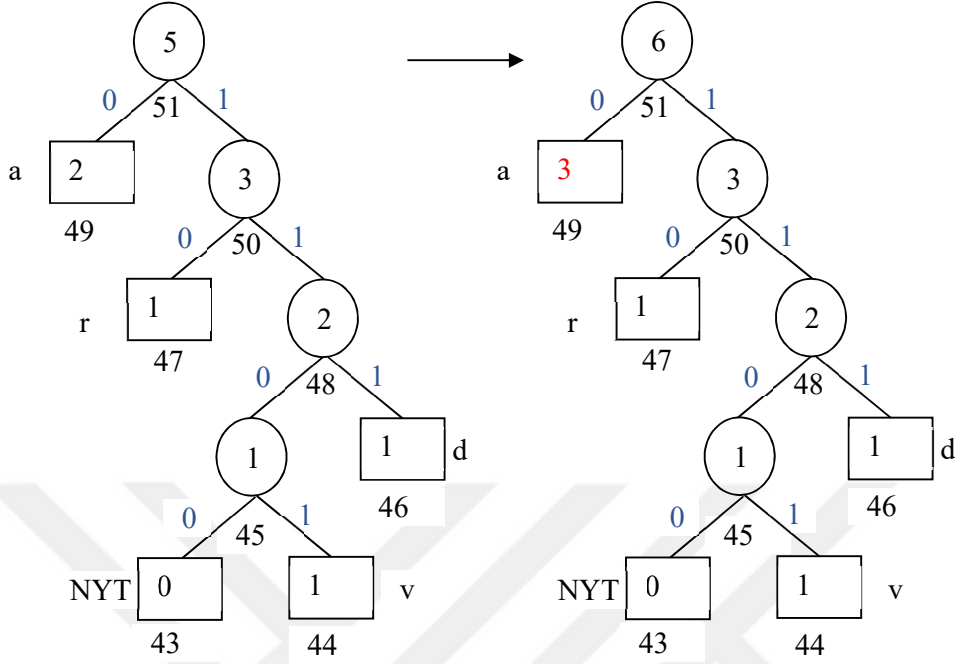 5 6
0 51 1 0 51 1
a 2 3 a 3 3
49 0 50 1 49 0 50 1
r 1 2 r 1 2
47 0 48 1 47 0 48 1
1 1 d 1 1 d
0 45 1 46 0 45 1 46
NYT 0 1 v NYT 0 1 v
43 44 43 44